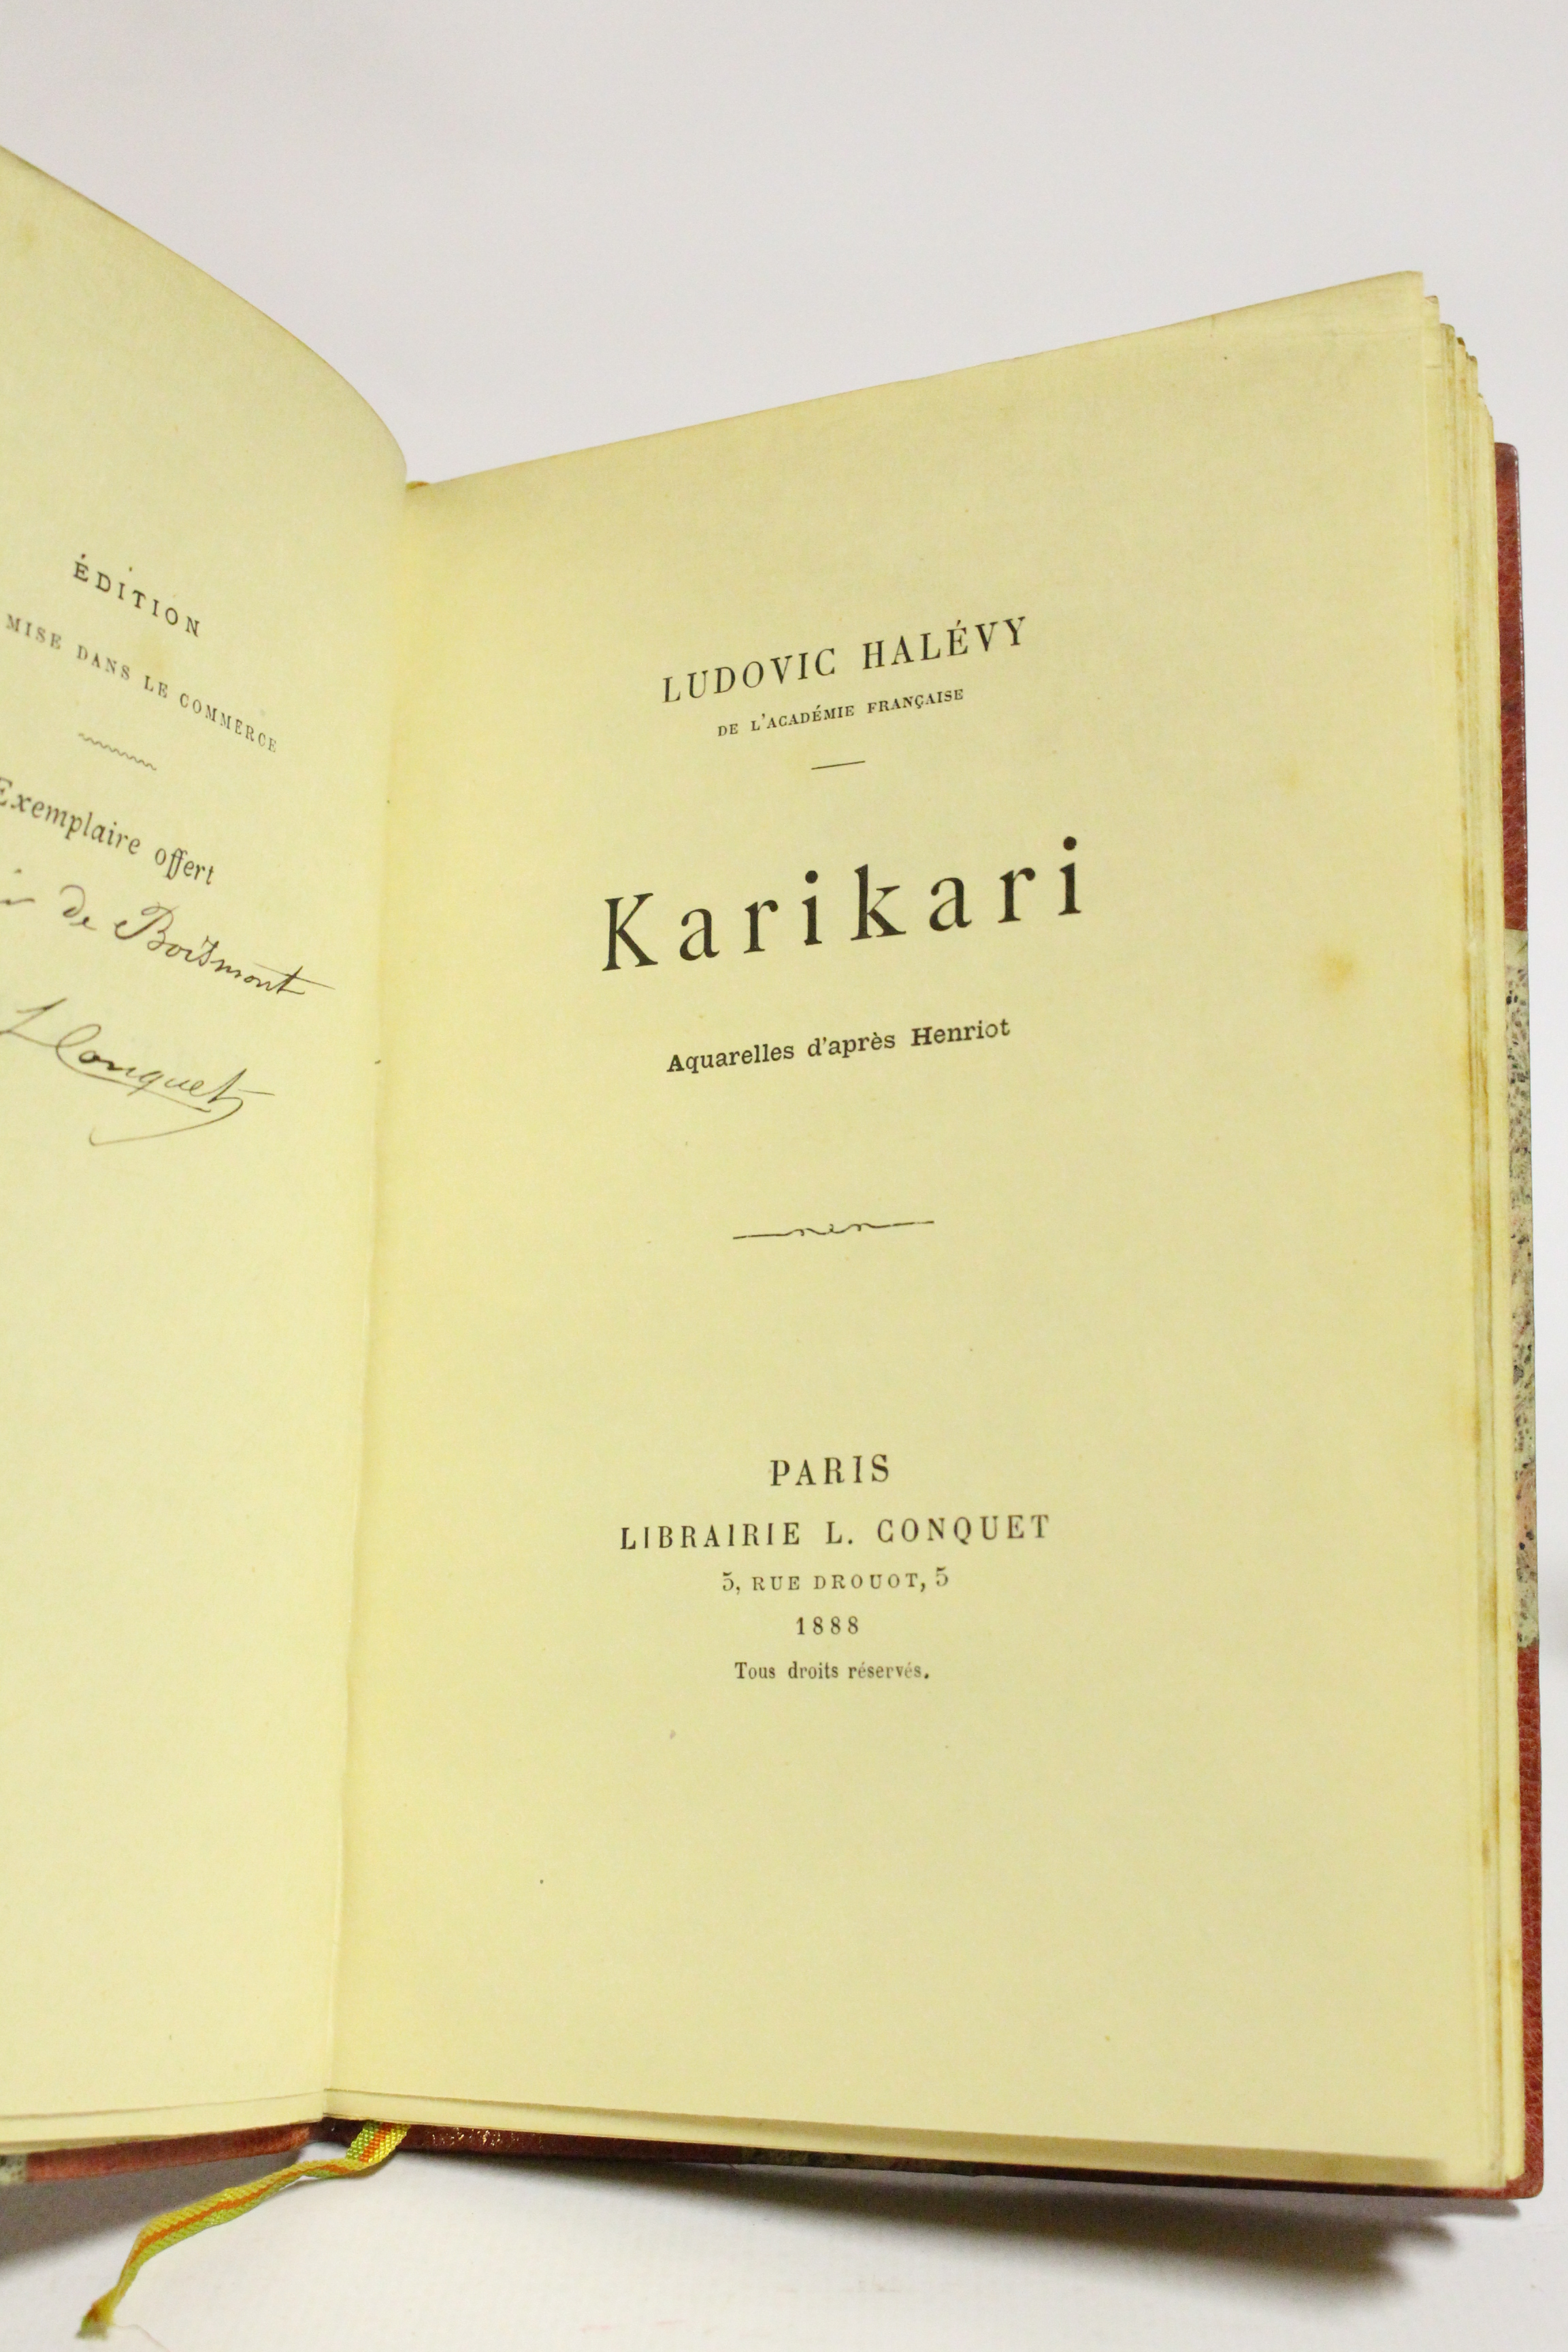 ÉDITION
MISE DANS LE COMMERCE
Exemplaire offert
de Boismont
L Conquet
LUDOVIC HALÉVY
DE L'ACADÉMIE FRANÇAISE
Karikari
Aquarelles d'après Henriot
PARIS
LIBRAIRIE L. CONQUET
5, RUE DROUOT, 5
1888
Tous droits réservés.